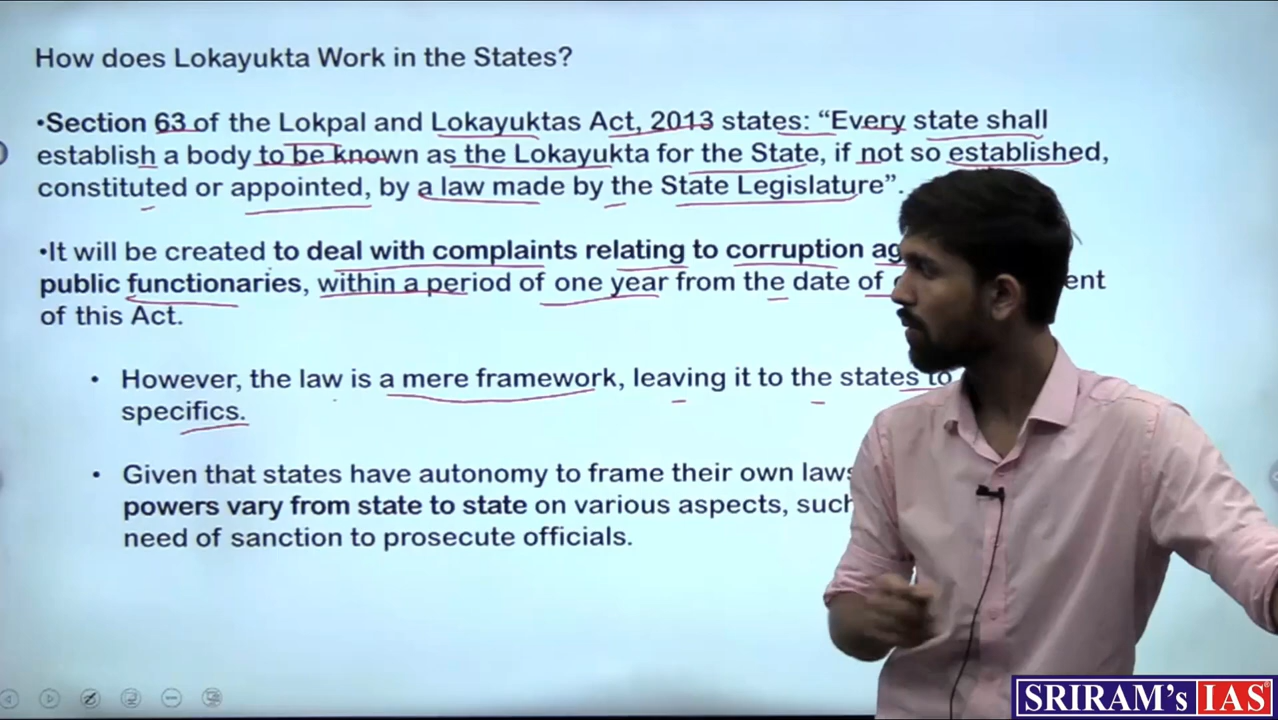 How does Lokayukta Work in the States?
•Section 63 of the Lokpal and Lokayuktas Act, 2013 states: “Every state shall
establish a body to be known as the Lokayukta for the State, if not so established,
constituted or appointed, by a law made by the State Legislature”.
•It will be created to deal with complaints relating to corruption
public functionaries, within a period of one year from the date of
of this Act.
• However, the law is a mere framework, leaving it to the states to
specifics.
• Given that states have autonomy to frame their own laws
powers vary from state to state on various aspects, such
need of sanction to prosecute officials.
SRIRAM's IAS